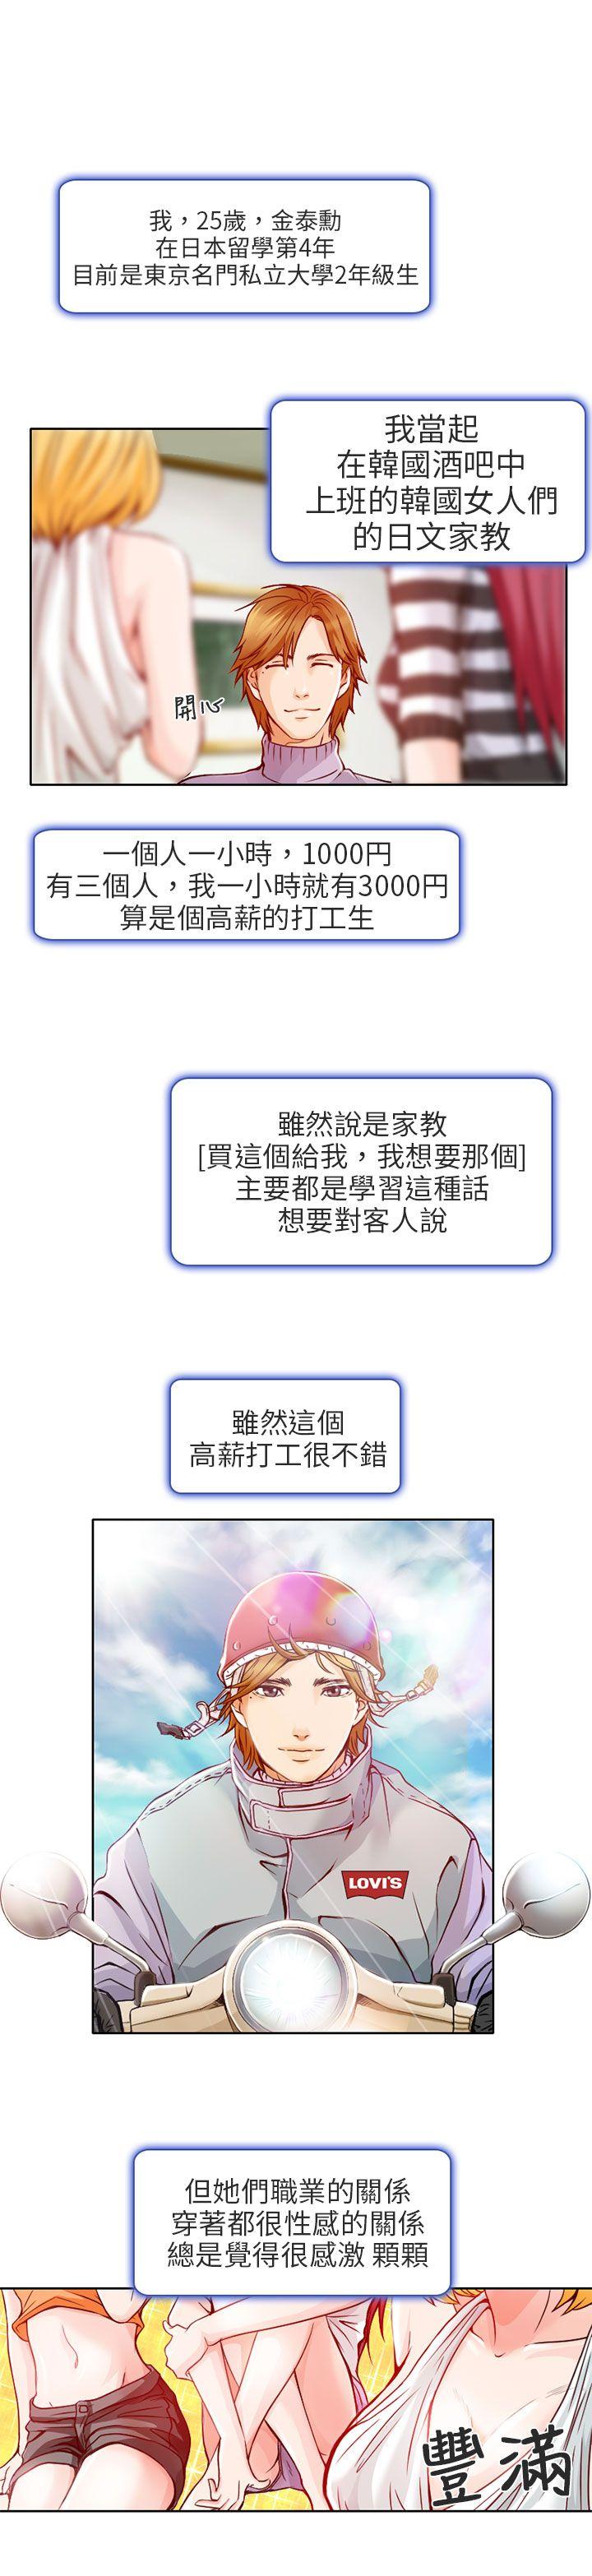 我，25歲，金泰勳
在日本留學第4年
目前是東京名門私立大學2年級生
我當起
在韓國酒吧中
上班的韓國女人們
的日文家教
開心
一個人一小時，1000円
有三個人，我一小時就有3000円
算是個高薪的打工生
雖然說是家教
[買這個給我，我想要那個]
主要都是學習這種話
想要對客人說
雖然這個
高薪打工很不錯
LOVI'S
但她們職業的關係
穿著都很性感的關係
總是覺得很感激 顆顆
豐滿